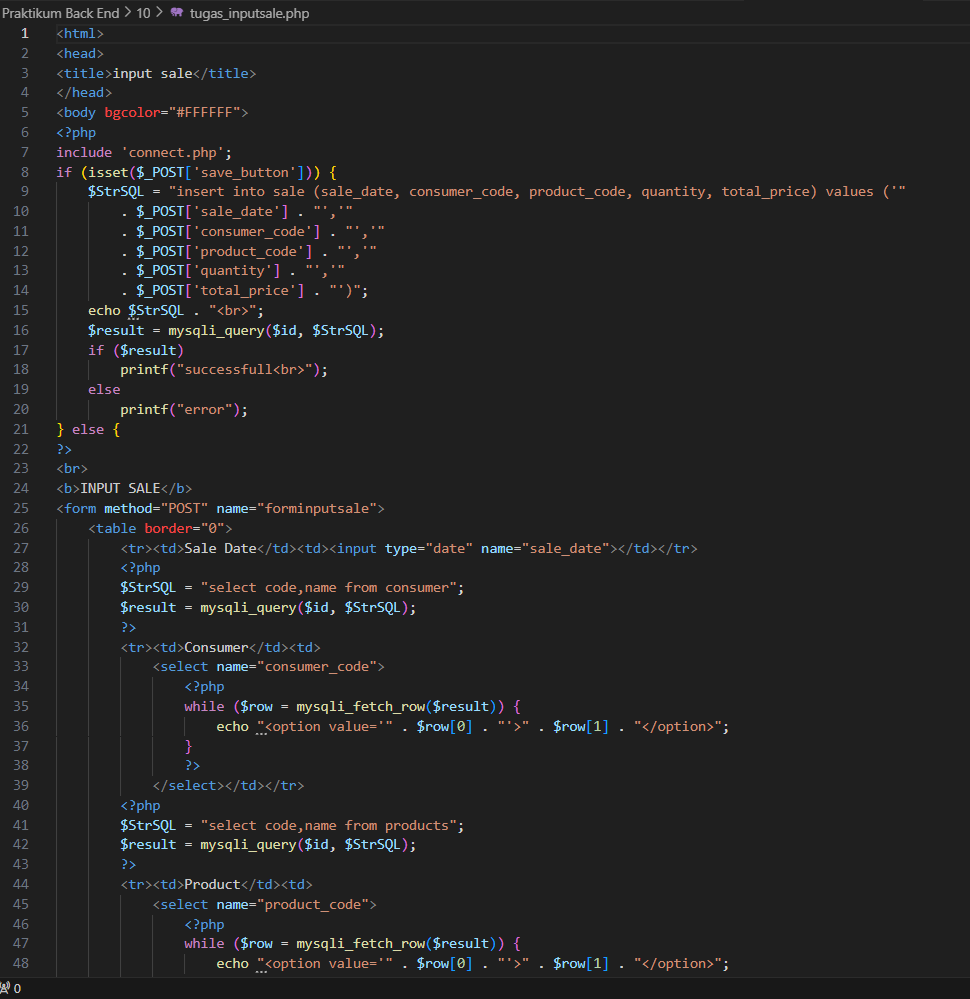 Praktikum Back End > 10 > tugas_inputsale.php
1 <html>
2 <head>
3 <title>input sale</title>
4 </head>
5 <body bgcolor="#FFFFFF">
6 <?php
7 include 'connect.php';
8 if (isset($_POST['save_button'])) {
9     $StrSQL = "insert into sale (sale_date, consumer_code, product_code, quantity, total_price) values ('"
10         . $_POST['sale_date'] . "','"
11         . $_POST['consumer_code'] . "','"
12         . $_POST['product_code'] . "','"
13         . $_POST['quantity'] . "','"
14         . $_POST['total_price'] . "')";
15     echo $StrSQL . "<br>";
16     $result = mysqli_query($id, $StrSQL);
17     if ($result)
18         printf("successfull<br>");
19     else
20         printf("error");
21 } else {
22 ?>
23 <br>
24 <b>INPUT SALE</b>
25 <form method="POST" name="forminputsale">
26     <table border="0">
27         <tr><td>Sale Date</td><td><input type="date" name="sale_date"></td></tr>
28         <?php
29         $StrSQL = "select code,name from consumer";
30         $result = mysqli_query($id, $StrSQL);
31         ?>
32         <tr><td>Consumer</td><td>
33             <select name="consumer_code">
34                 <?php
35                 while ($row = mysqli_fetch_row($result)) {
36                     echo "<option value='" . $row[0] . "'>" . $row[1] . "</option>";
37                 }
38                 ?>
39             </select></td></tr>
40         <?php
41         $StrSQL = "select code,name from products";
42         $result = mysqli_query($id, $StrSQL);
43         ?>
44         <tr><td>Product</td><td>
45             <select name="product_code">
46                 <?php
47                 while ($row = mysqli_fetch_row($result)) {
48                     echo "<option value='" . $row[0] . "'>" . $row[1] . "</option>";
0